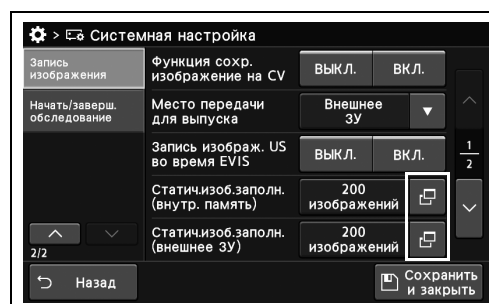 > Системная настройка
Запись
изображения
Начать/заверш.
обследование
2/2
Функция сохр.
изображение на CV
ВЫКЛ. ВКЛ.
Место передачи
для выпуска
Внешнее
ЗУ
Запись изображ. US
во время EVIS
ВЫКЛ. ВКЛ.
Статич.изоб.заполн.
(внутр. память)
200
изображений
Статич.изоб.заполн.
(внешнее ЗУ)
200
изображений
1
2
Назад
Сохранить
и закрыть